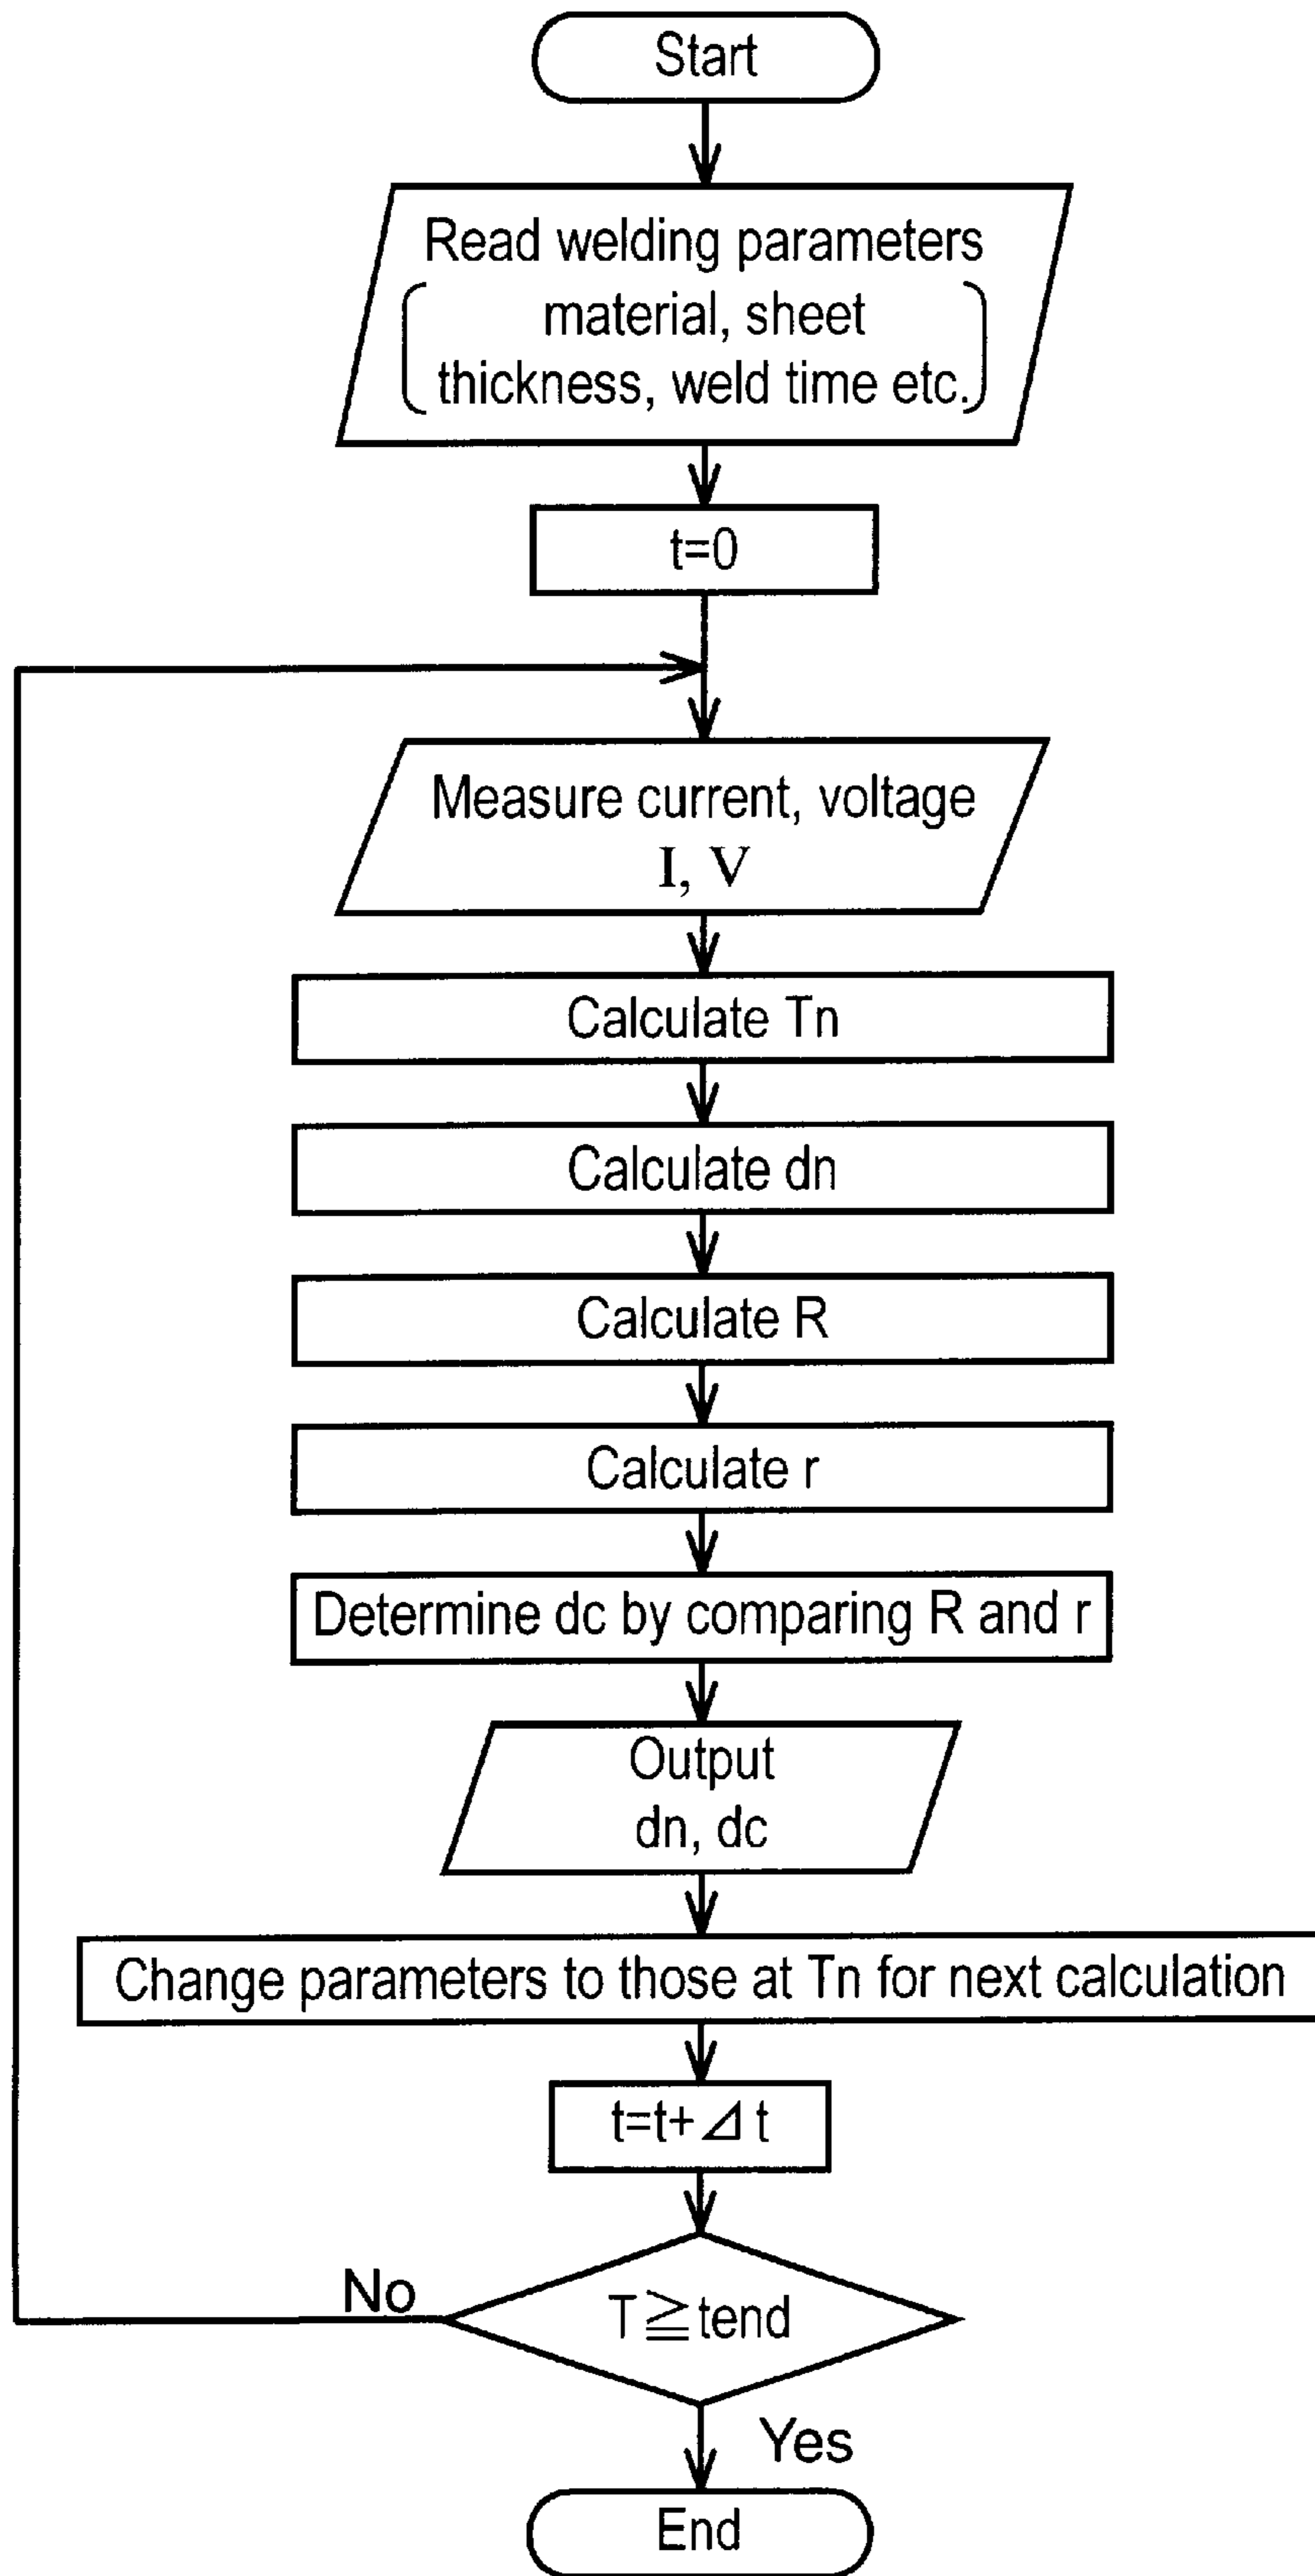 Start
Read welding parameters
material, sheet
thickness, weld time etc.
t=0
Measure current, voltage
I, V
Calculate Tn
Calculate dn
Calculate R
Calculate r
Determine dc by comparing R and r
Output
dn, dc
Change parameters to those at Tn for next calculation
t=t+⊿t
No
T≧tend
Yes
End